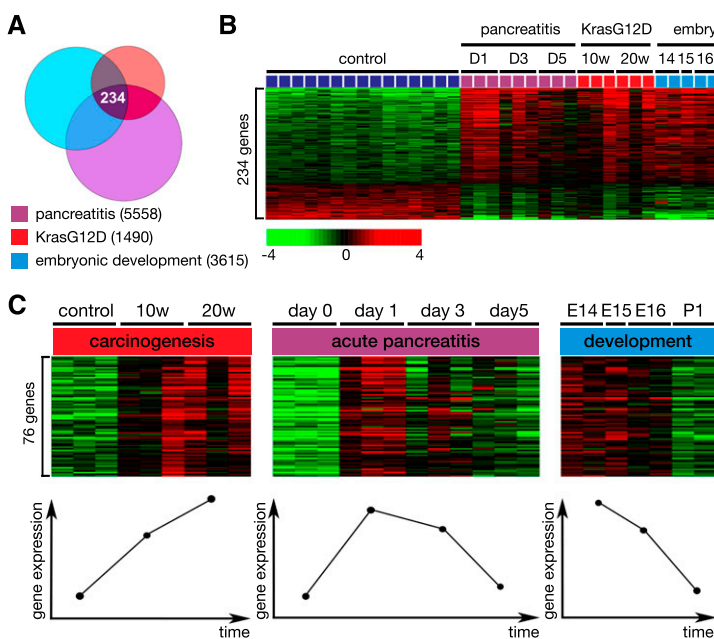 A
234
pancreatitis (5558)
KrasG12D (1490)
embryonic development (3615)
B
pancreatitis KrasG12D embry
control D1 D3 D5 10w 20w 14 15 16
234 genes
-4 0 4
C
control 10w 20w
carcinogenesis
76 genes
gene expression
time
day 0 day 1 day 3 day5
acute pancreatitis
gene expression
time
E14 E15 E16 P1
development
gene expression
time